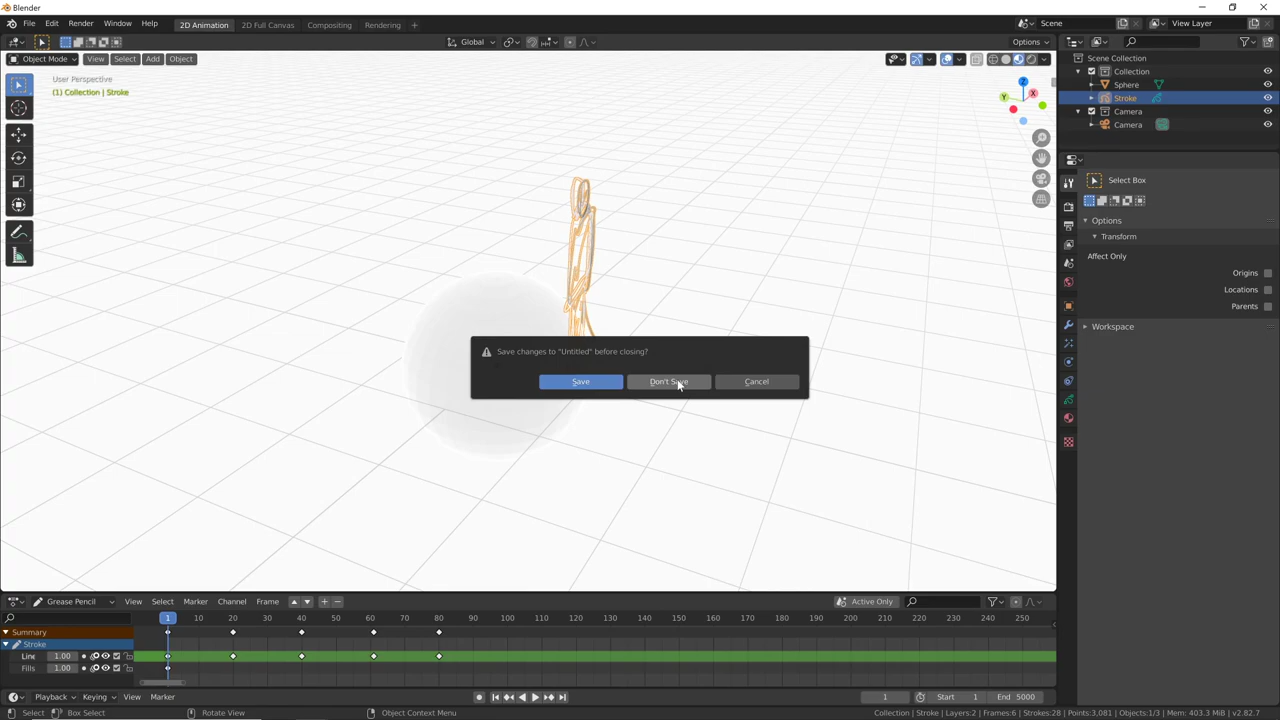 Blender
File Edit Render Window Help 2D Animation 2D Full Canvas Compositing Rendering + Scene View Layer
Global Options
Object Mode View Select Add Object
User Perspective
(1) Collection | Stroke
Z
Y X
Scene Collection
Collection
Sphere
Stroke
Camera
Camera
Select Box
Options
Transform
Affect Only
Origins
Locations
Parents
Workspace
Save changes to "Untitled" before closing?
Save Don't Save Cancel
Grease Pencil View Select Marker Channel Frame Active Only
1 10 20 30 40 50 60 70 80 90 100 110 120 130 140 150 160 170 180 190 200 210 220 230 240 250
Summary
Stroke
Line 1.00
Fills 1.00
Playback Keying View Marker 1 Start 1 End 5000
Select Box Select Rotate View Object Context Menu Collection | Stroke | Layers:2 | Frames:6 | Strokes:28 | Points:3,081 | Objects:1/3 | Mem: 403.3 MiB | v2.82.7